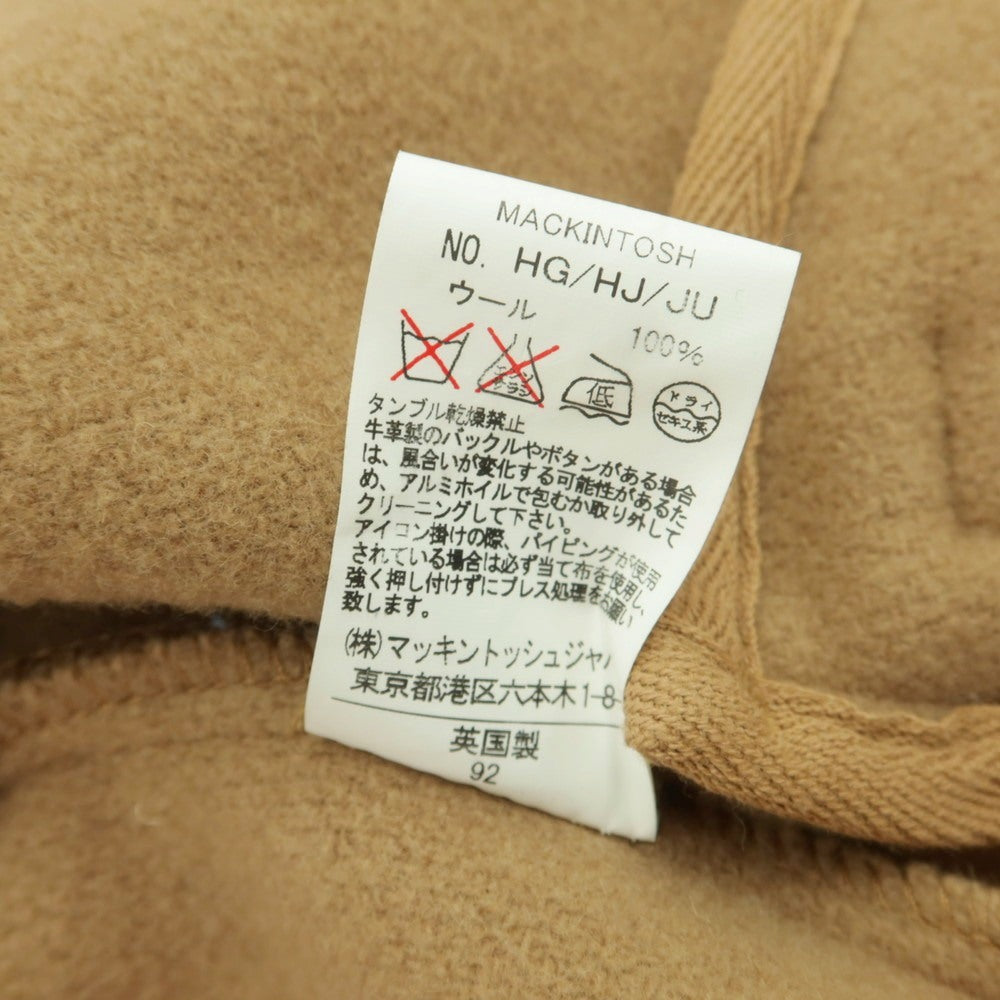 MACKINTOSH
NO. HG/HJ/JU
ウール 100%
低
ドライ
セキユ系
タンブル乾燥禁止
牛革製のバックルやボタンがある場合
は、風合いが変化する可能性があるた
め、アルミホイルで包むか取り外して
クリーニングして下さい。
アイコン掛けの際、パイピングが使用
されている場合は必ず当て布を使用し、
強く押し付けずにプレス処理をお願い
致します。
(株)マッキントッシュジャパ
東京都港区六本木1-8-
英国製
92